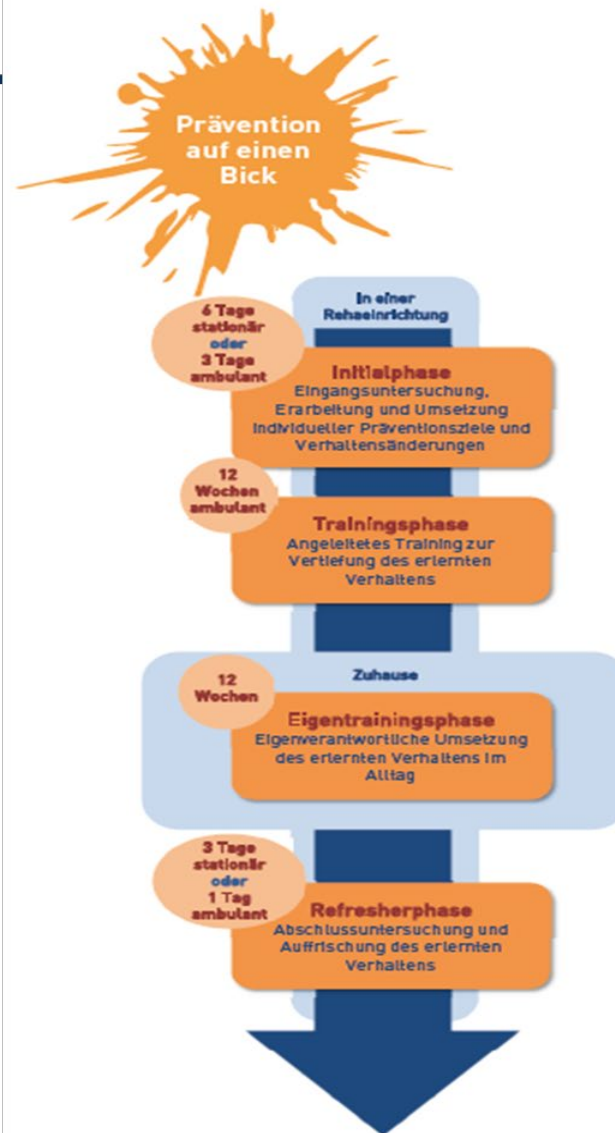 Prävention
auf einen
Bick
In einer
Rehaeinrichtung
6 Tage
stationär
oder
3 Tage
ambulant
Initialphase
Eingangsuntersuchung,
Erarbeitung und Umsetzung
individueller Präventionsziele und
Verhaltensänderungen
12
Wochen
ambulant
Trainingsphase
Angeleitetes Training zur
Vertiefung des erlernten
Verhaltens
Zuhause
12
Wochen
Eigentrainingsphase
Eigenverantwortliche Umsetzung
des erlernten Verhaltens im
Alltag
3 Tage
stationär
oder
1 Tag
ambulant
Refresherphase
Abschlussuntersuchung und
Auffrischung des erlernten
Verhaltens